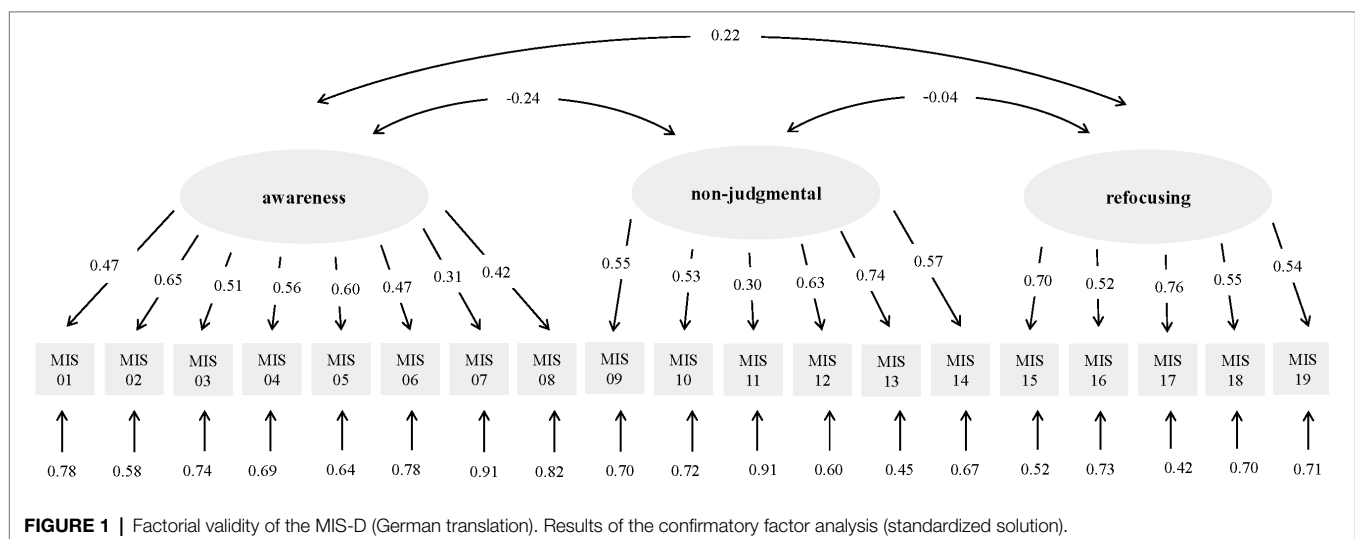 0.22
-0.24 -0.04
awareness non-judgmental refocusing
0.47 0.65 0.51 0.56 0.60 0.47 0.31 0.42 0.55 0.53 0.30 0.63 0.74 0.57 0.70 0.52 0.76 0.55 0.54
MIS MIS MIS MIS MIS MIS MIS MIS MIS MIS MIS MIS MIS MIS MIS MIS MIS MIS MIS
01 02 03 04 05 06 07 08 09 10 11 12 13 14 15 16 17 18 19
0.78 0.58 0.74 0.69 0.64 0.78 0.91 0.82 0.70 0.72 0.91 0.60 0.45 0.67 0.52 0.73 0.42 0.70 0.71
FIGURE 1 | Factorial validity of the MIS-D (German translation). Results of the confirmatory factor analysis (standardized solution).